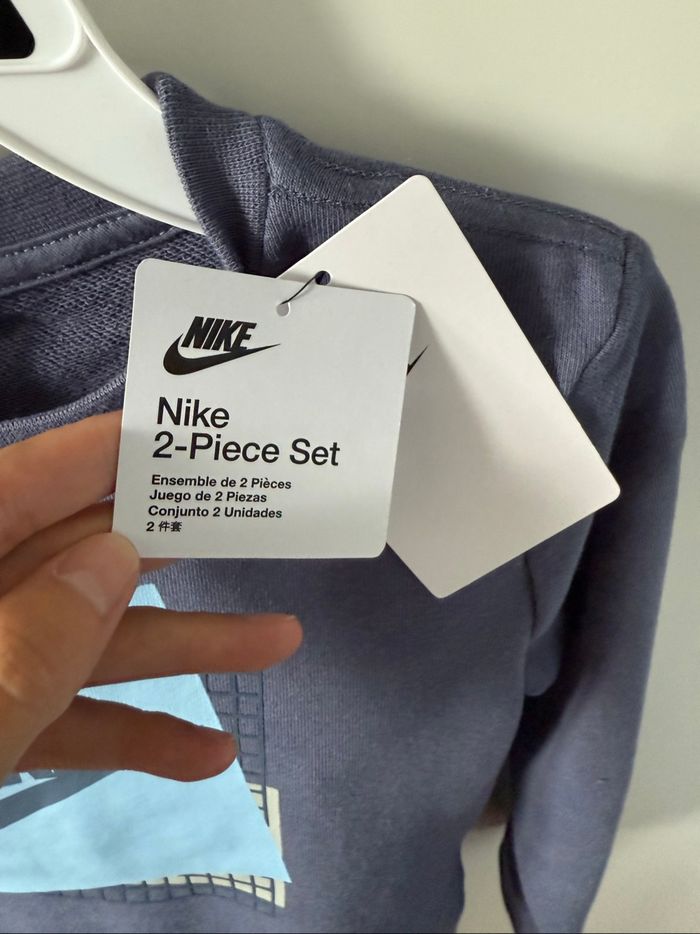 NIKE
Nike
2-Piece Set
Ensemble de 2 Pièces
Juego de 2 Piezas
Conjunto 2 Unidades
2 件套